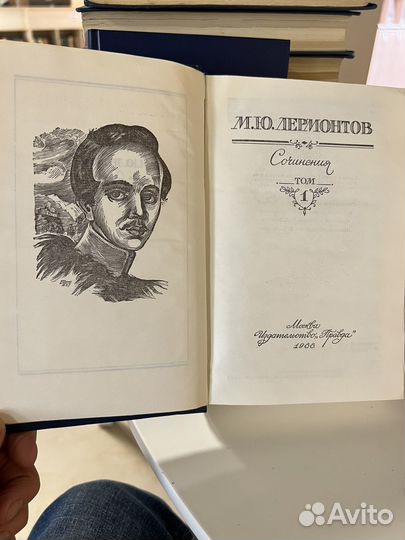 М.Ю.ЛЕРМОНТОВ
Сочинения
ТОМ
1
Москва
Издательство „Правда“
Avito